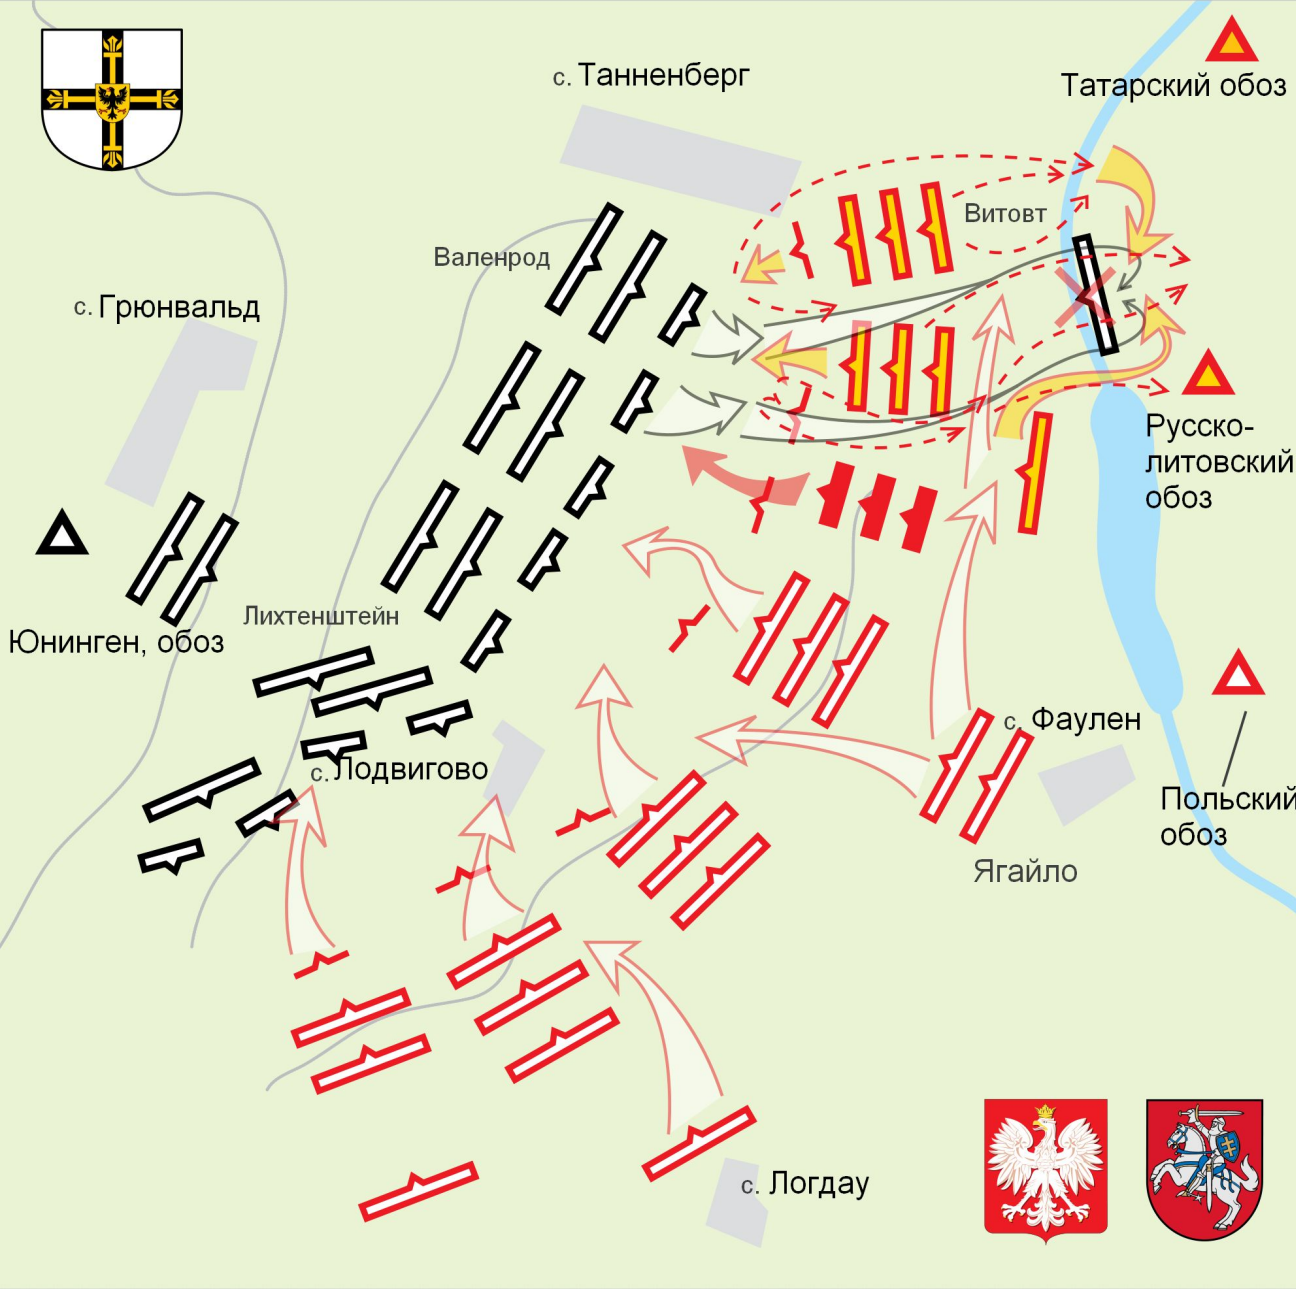 с. Танненберг
Татарский обоз
Витовт
Валенрод
с. Грюнвальд
Русско-
литовский
обоз
Лихтенштейн
Юнинген, обоз
с. Фаулен
с. Лодвигово
Польский
обоз
Ягайло
с. Логдау